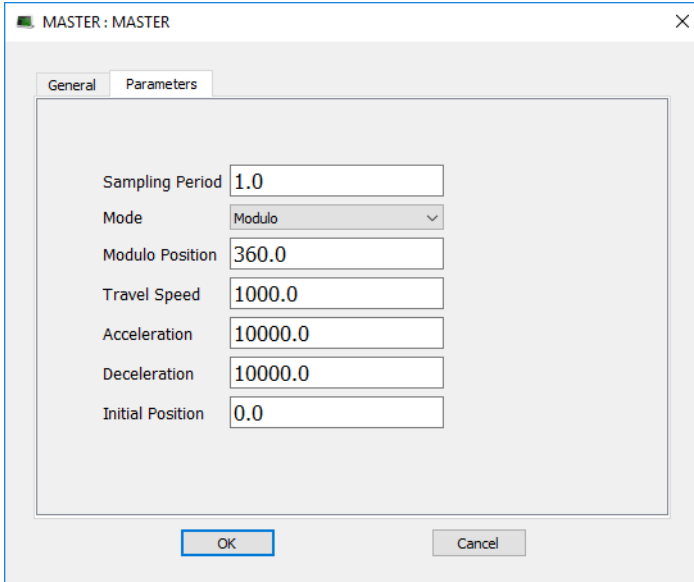 MASTER : MASTER
General Parameters
Sampling Period 1.0
Mode Modulo
Modulo Position 360.0
Travel Speed 1000.0
Acceleration 10000.0
Deceleration 10000.0
Initial Position 0.0
OK Cancel